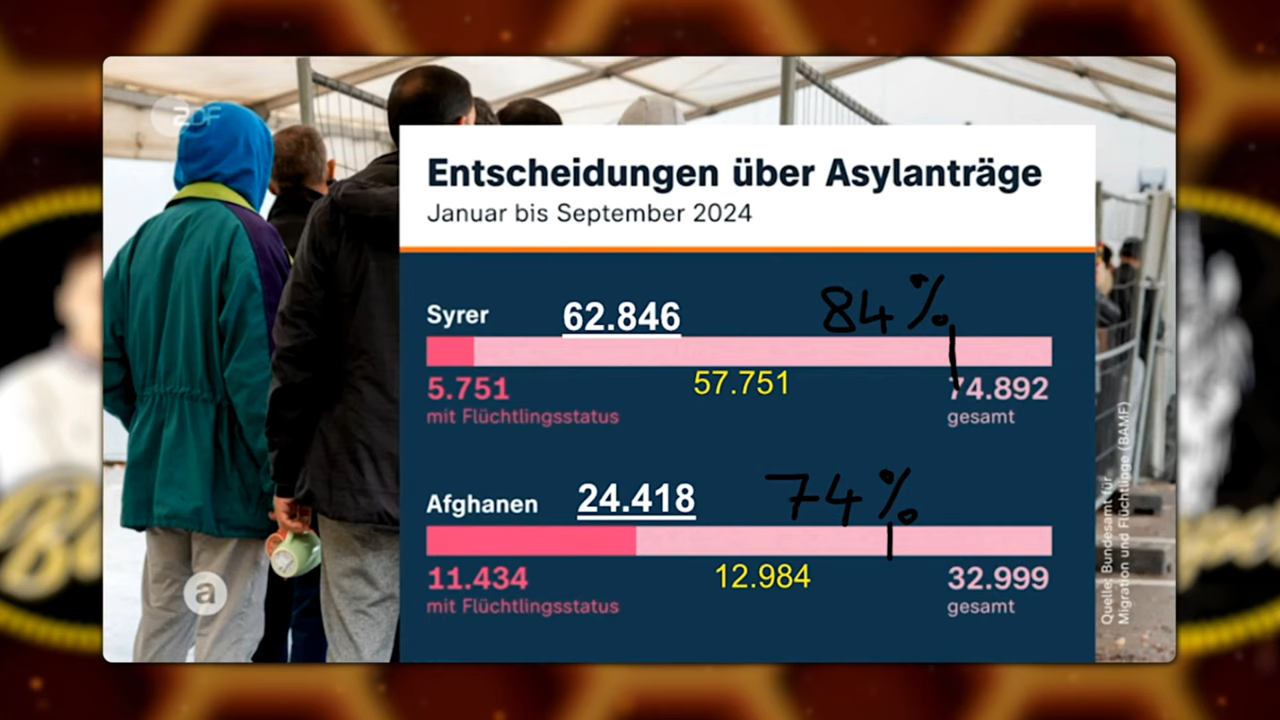 ZDF
Entscheidungen über Asylanträge
Januar bis September 2024
84%
Syrer 62.846
5.751 57.751 74.892
mit Flüchtlingsstatus gesamt
74%
Afghanen 24.418
11.434 12.984 32.999
mit Flüchtlingsstatus gesamt
a
Quelle: Bundesamt für
Migration und Flüchtlinge (BAMF)